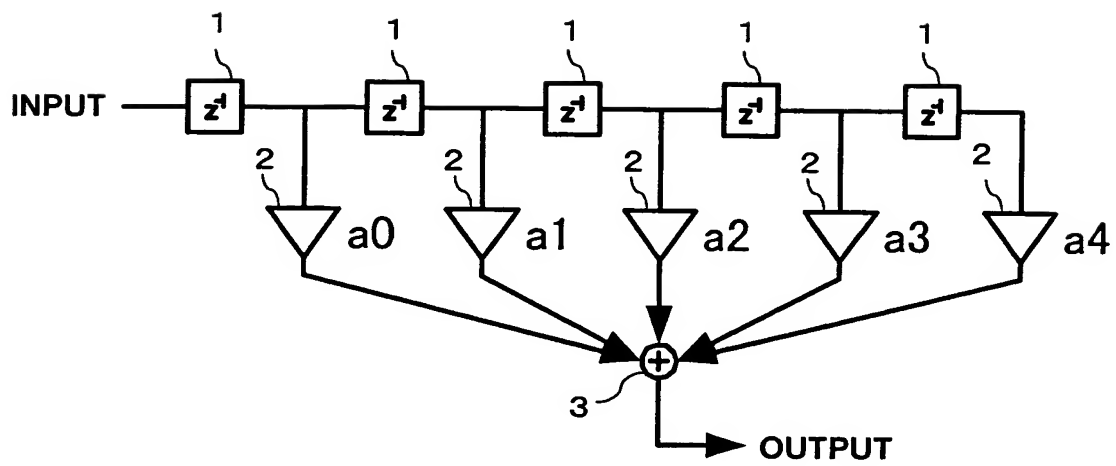 1 1 1 1 1
INPUT z⁻¹ z⁻¹ z⁻¹ z⁻¹ z⁻¹
2 2 2 2 2
a0 a1 a2 a3 a4
+
3
OUTPUT